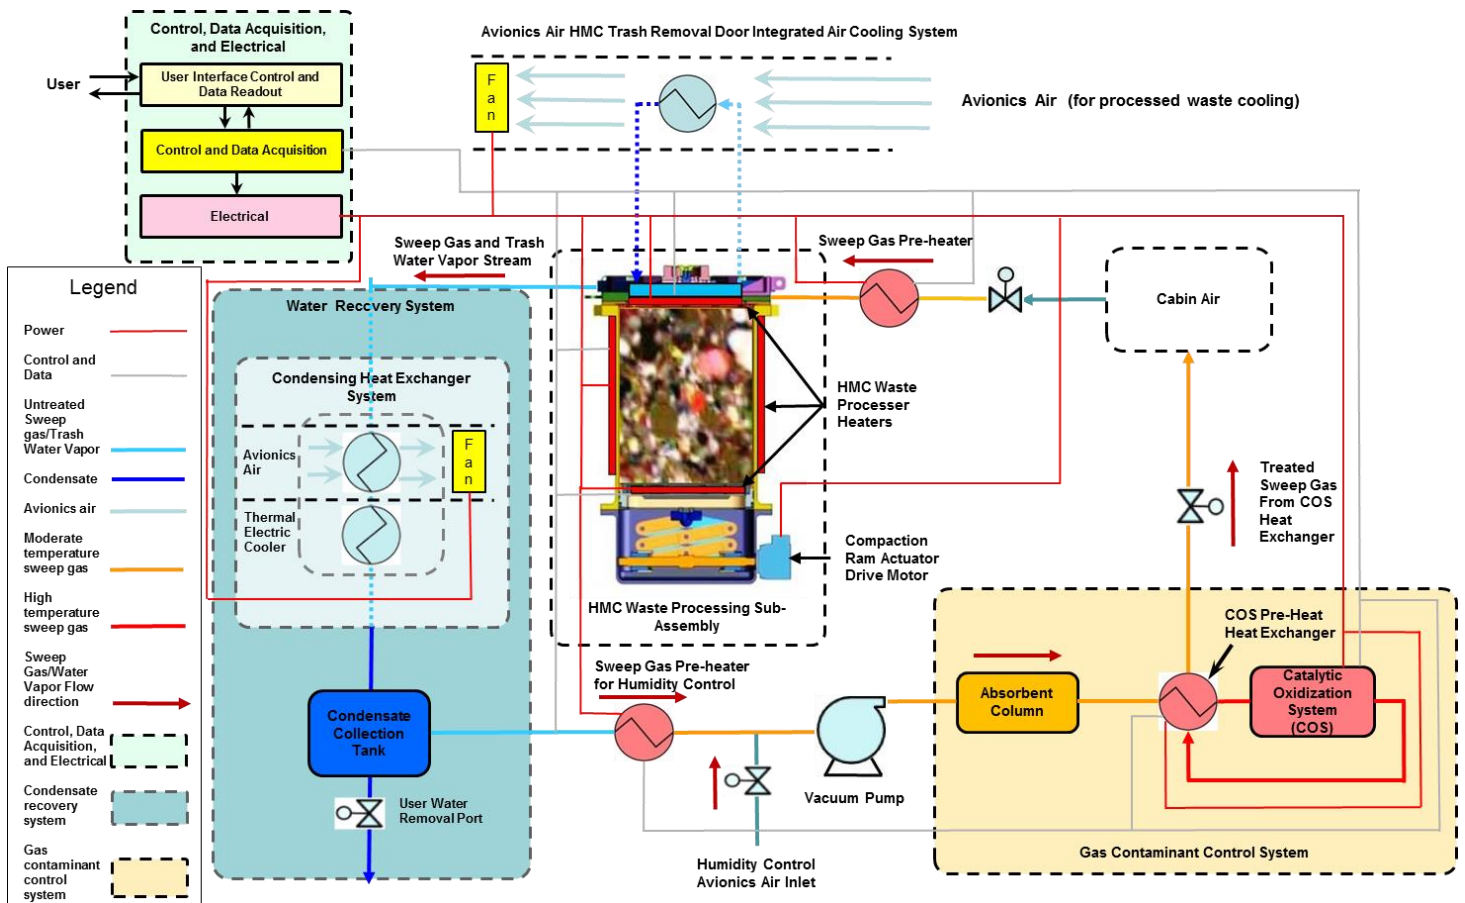 Control, Data Acquisition,
and Electrical
User
User Interface Control and
Data Readout
Control and Data Acquisition
Electrical
Avionics Air HMC Trash Removal Door Integrated Air Cooling System
F
a
n
Avionics Air (for processed waste cooling)
Legend
Power
Control and
Data
Untreated
Sweep
gas/Trash
Water Vapor
Condensate
Avionics air
Moderate
temperature
sweep gas
High
temperature
sweep gas
Sweep
Gas/Water
Vapor Flow
direction
Control, Data
Acquisition,
and Electrical
Condensate
recovery
system
Gas
contaminant
control
system
Sweep Gas and Trash
Water Vapor Stream
Water Recovery System
Condensing Heat Exchanger
System
Avionics
Air
F
a
n
Thermal
Electric
Cooler
Condensate
Collection
Tank
User Water
Removal Port
Sweep Gas Pre-heater
Cabin Air
HMC Waste
Processer
Heaters
Compaction
Ram Actuator
Drive Motor
HMC Waste Processing Sub-
Assembly
Treated
Sweep Gas
From COS
Heat
Exchanger
Sweep Gas Pre-heater
for Humidity Control
Vacuum Pump
Humidity Control
Avionics Air Inlet
COS Pre-Heat
Heat Exchanger
Absorbent
Column
Catalytic
Oxidization
System
(COS)
Gas Contaminant Control System